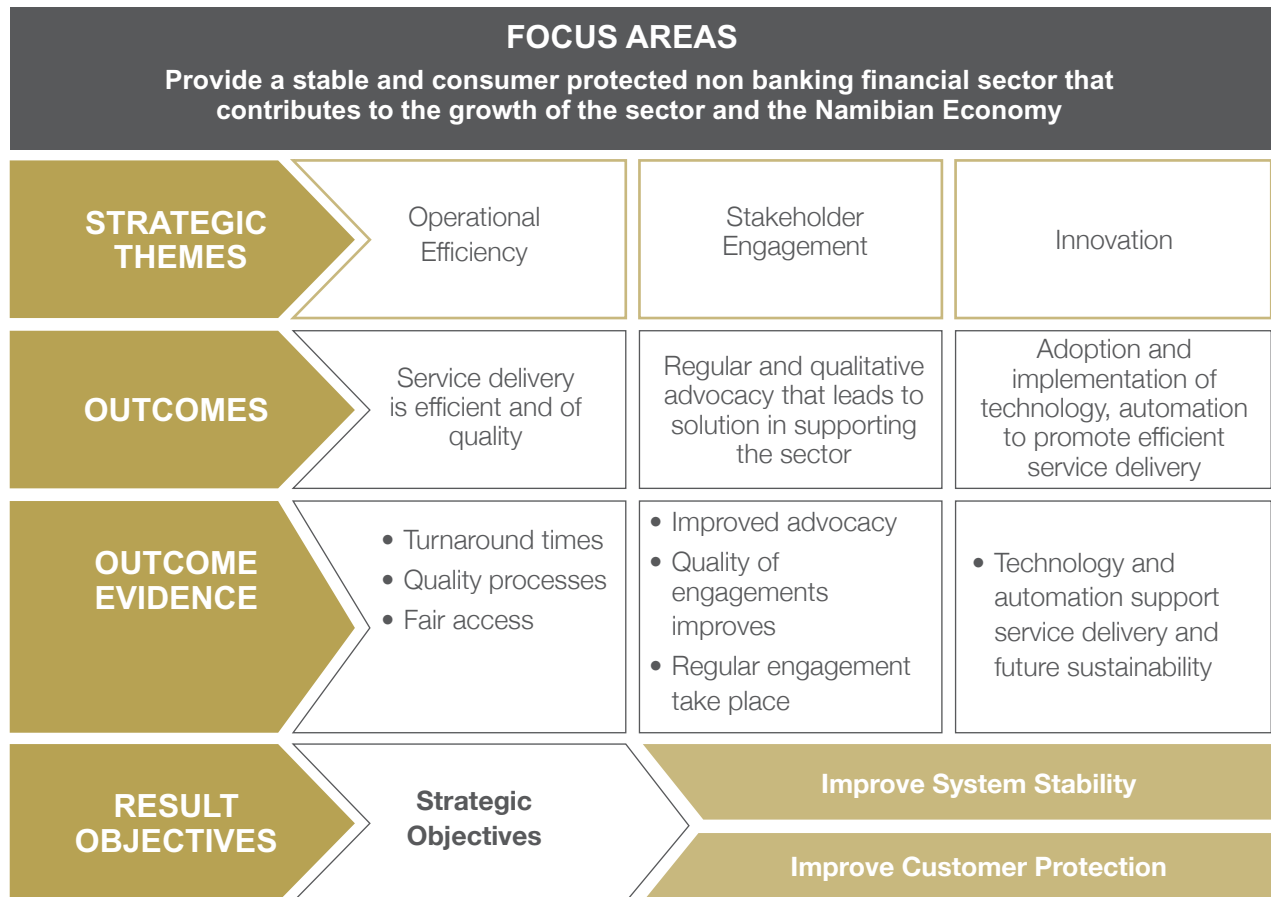 FOCUS AREAS
Provide a stable and consumer protected non banking financial sector that
contributes to the growth of the sector and the Namibian Economy
STRATEGIC
THEMES
Operational
Efficiency
Stakeholder
Engagement
Innovation
OUTCOMES
Service delivery
is efficient and of
quality
Regular and qualitative
advocacy that leads to
solution in supporting
the sector
Adoption and
implementation of
technology, automation
to promote efficient
service delivery
OUTCOME
EVIDENCE
• Turnaround times
• Quality processes
• Fair access
• Improved advocacy
• Quality of
engagements
improves
• Regular engagement
take place
• Technology and
automation support
service delivery and
future sustainability
RESULT
OBJECTIVES
Strategic
Objectives
Improve System Stability
Improve Customer Protection